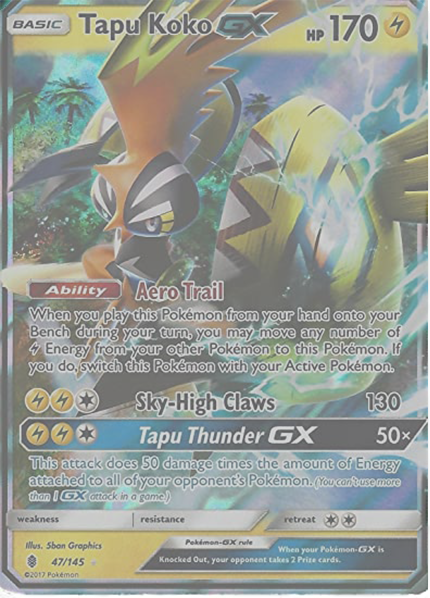 BASIC Tapu Koko GX HP 170
Ability Aero Trail
When you play this Pokémon from your hand onto your
Bench during your turn, you may move any number of
Energy from your other Pokémon to this Pokémon. If
you do, switch this Pokémon with your Active Pokémon.
Sky-High Claws 130
Tapu Thunder GX 50×
This attack does 50 damage times the amount of Energy
attached to all of your opponent's Pokémon. (You can't use more
than 1 GX attack in a game.)
weakness resistance retreat
Illus. 5ban Graphics
47/145
©2017 Pokémon
Pokémon-GX rule
When your Pokémon-GX is
Knocked Out, your opponent takes 2 Prize cards.